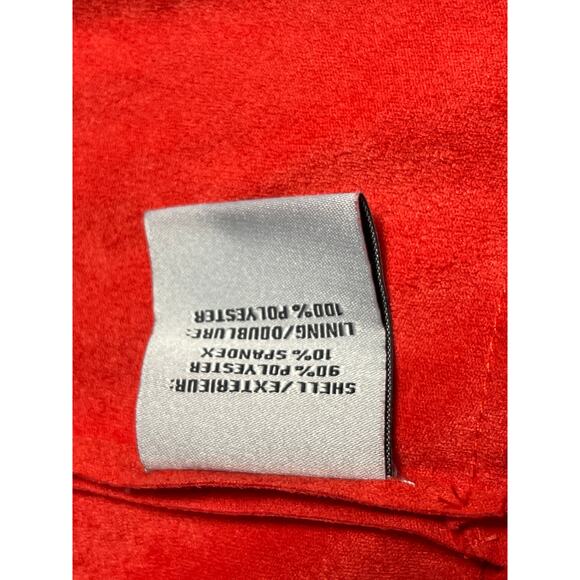 SHELL/EXTERIEUR:
90% POLYESTER
10% SPANDEX
LINING/DOUBLURE:
100% POLYESTER